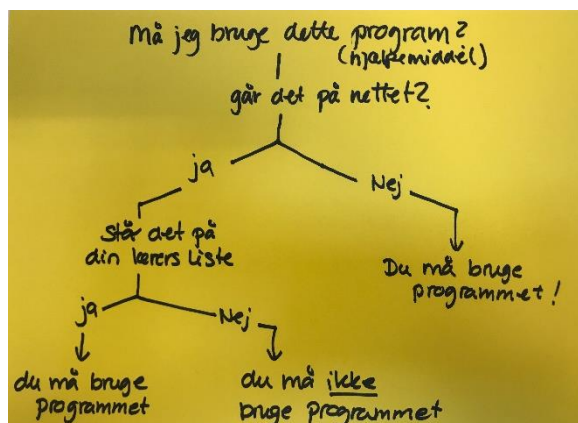 Må jeg bruge dette program?
(hjælpemiddel)
går det på nettet?
ja
Nej
Står det på
din lærers liste
Du må bruge
programmet!
ja
Nej
du må bruge
programmet
du må ikke
bruge programmet